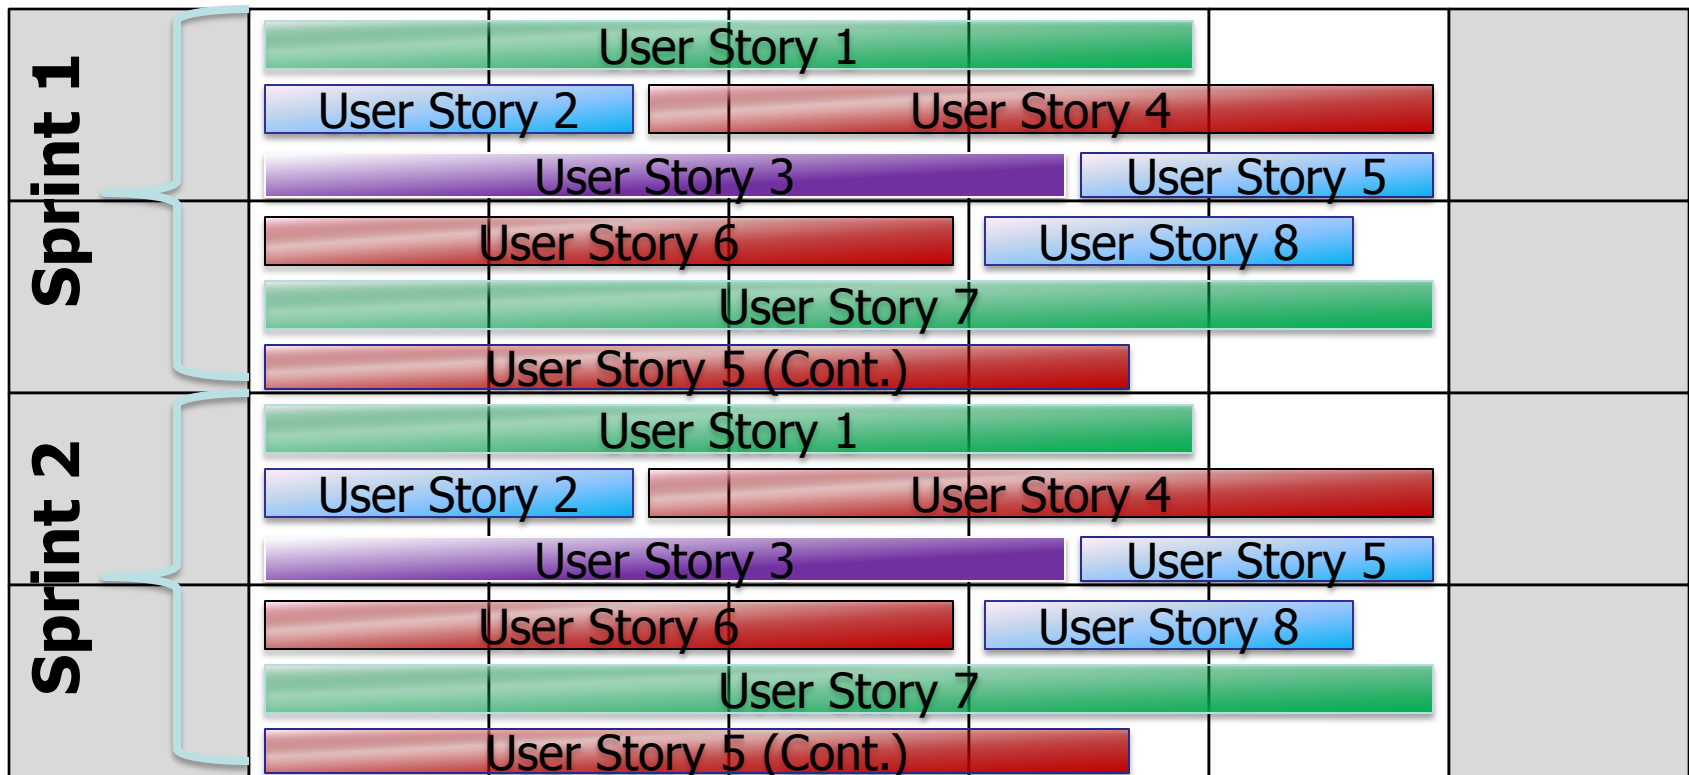 Sprint 1
User Story 1
User Story 2
User Story 4
User Story 3
User Story 5
User Story 6
User Story 8
User Story 7
User Story 5 (Cont.)
Sprint 2
User Story 1
User Story 2
User Story 4
User Story 3
User Story 5
User Story 6
User Story 8
User Story 7
User Story 5 (Cont.)